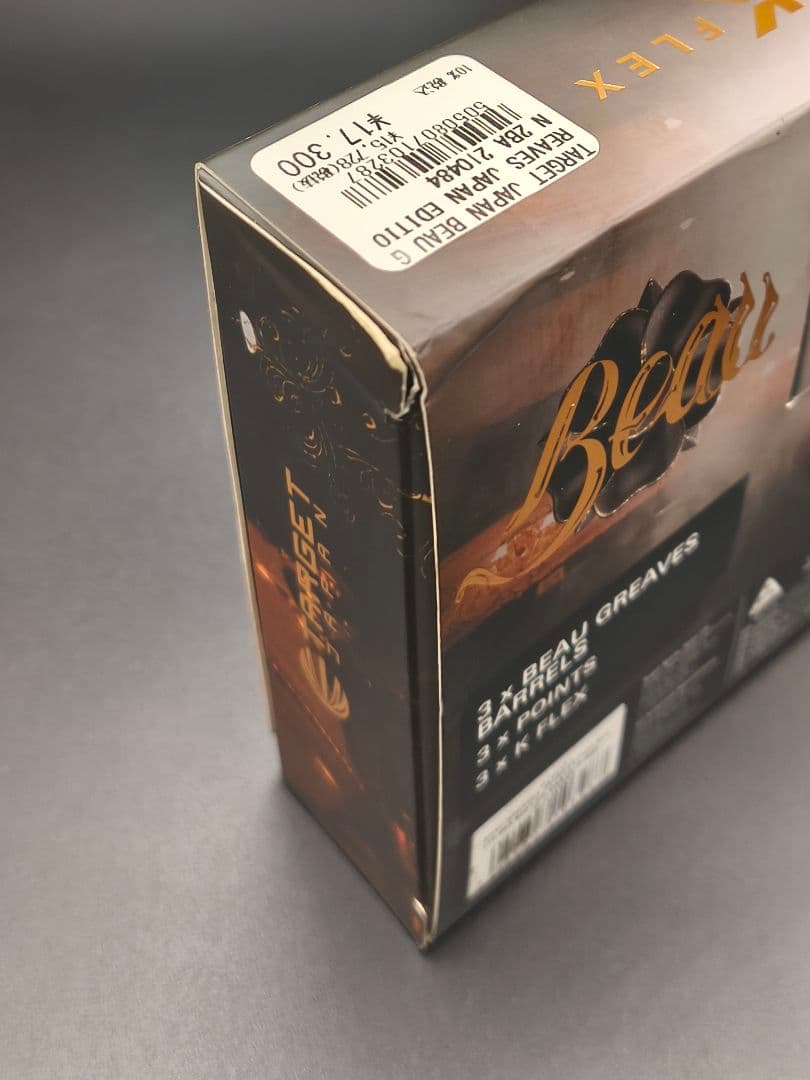 TARGET JAPAN BEAU G
REAVES JAPAN EDITIO
N 2BA 210484
5050807103287
¥15,728(税抜)
¥17,300
10% 税込
FLEX
TARGET
JAPAN
Beau
3 x BEAU GREAVES
BARRELS
3 x POINTS
3 x K FLEX